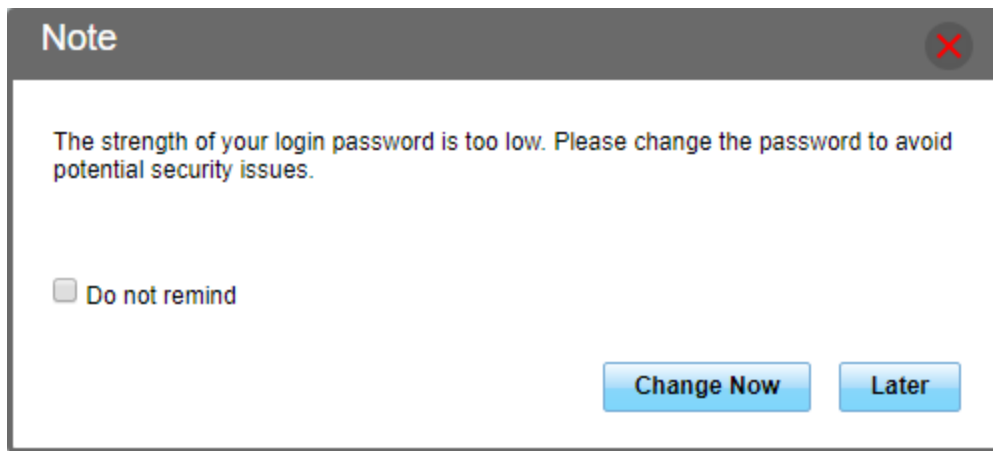 Note
The strength of your login password is too low. Please change the password to avoid
potential security issues.
Do not remind
Change Now
Later